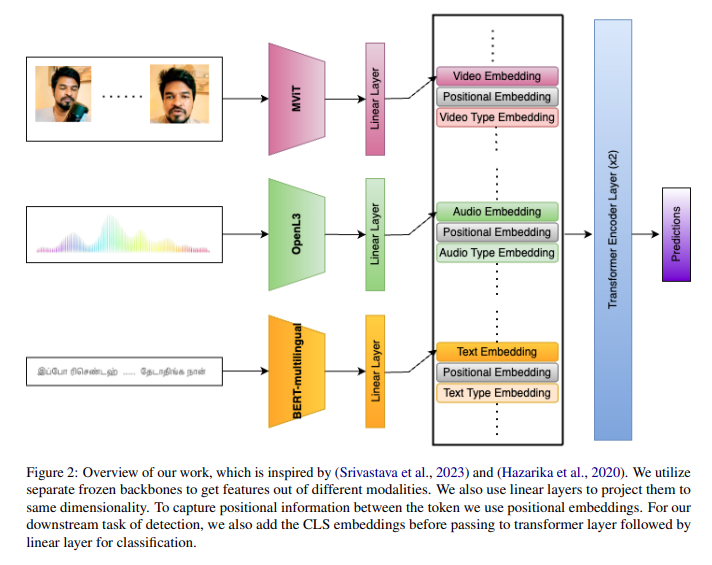 MViT
Linear Layer
Video Embedding
Positional Embedding
Video Type Embedding
OpenL3
Linear Layer
Audio Embedding
Positional Embedding
Audio Type Embedding
இப்போ ரிசெண்டஹ் ..... தேடாதிங்க நான்
BERT-multilingual
Linear Layer
Text Embedding
Positional Embedding
Text Type Embedding
Transformer Encoder Layer (x2)
Predictions
Figure 2: Overview of our work, which is inspired by (Srivastava et al., 2023) and (Hazarika et al., 2020). We utilize
separate frozen backbones to get features out of different modalities. We also use linear layers to project them to
same dimensionality. To capture positional information between the token we use positional embeddings. For our
downstream task of detection, we also add the CLS embeddings before passing to transformer layer followed by
linear layer for classification.